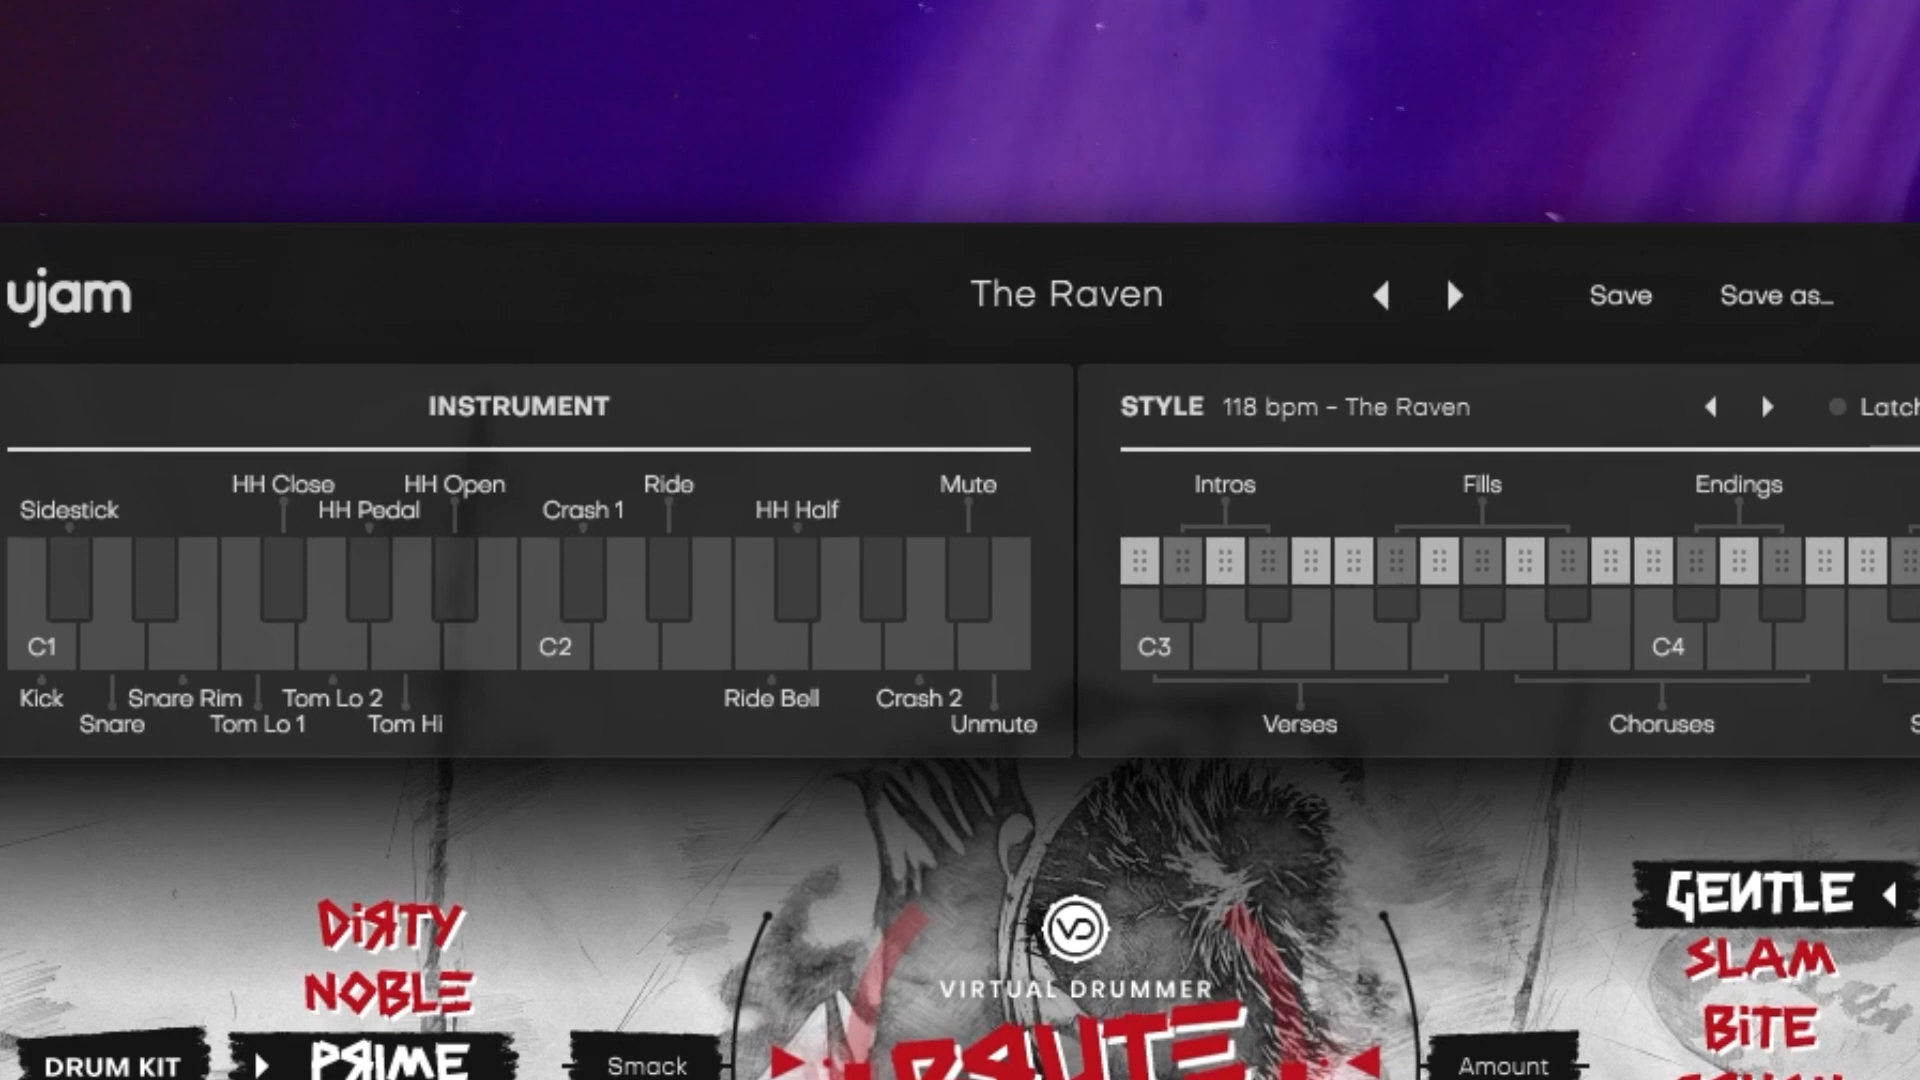 ujam
The Raven
Save
Save as...
INSTRUMENT
STYLE 118 bpm - The Raven
Latch
HH Close
HH Open
Ride
Mute
Sidestick
HH Pedal
Crash 1
HH Half
Intros
Fills
Endings
C1
C2
C3
C4
Kick
Snare Rim
Tom Lo 2
Ride Bell
Crash 2
Snare
Tom Lo 1
Tom Hi
Unmute
Verses
Choruses
DIRTY
NOBLE
PRIME
DRUM KIT
Smack
VD
VIRTUAL DRUMMER
BRUTE
Amount
GENTLE
SLAM
BITE